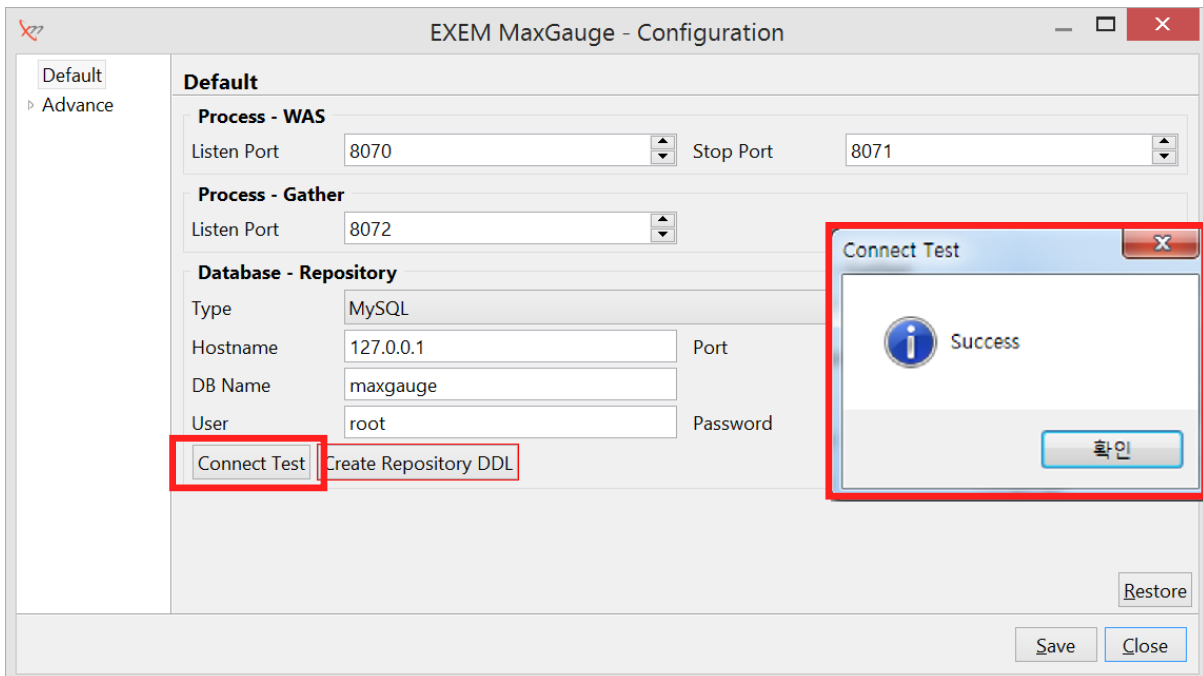 EXEM MaxGauge - Configuration
Default
Advance
Default
Process - WAS
Listen Port 8070 Stop Port 8071
Process - Gather
Listen Port 8072
Database - Repository
Type MySQL
Hostname 127.0.0.1 Port
DB Name maxgauge
User root Password
Connect Test Create Repository DDL
Connect Test
Success
확인
Restore
Save Close